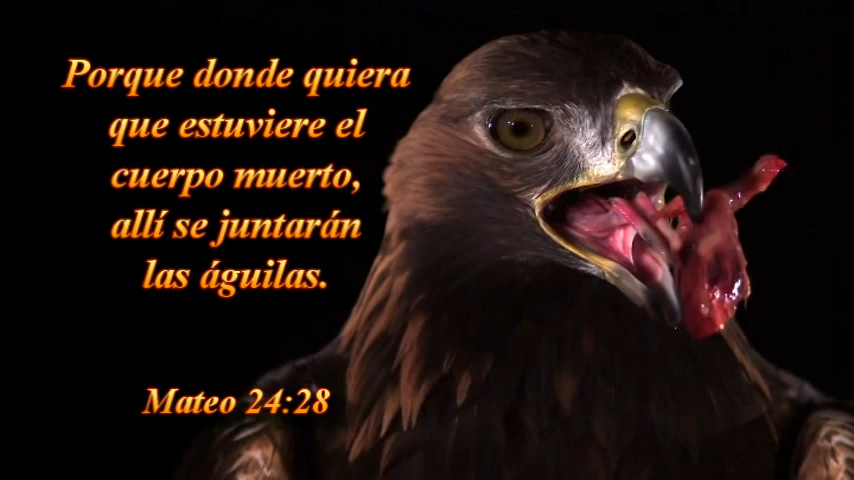 Porque donde quiera
que estuviere el
cuerpo muerto,
allí se juntarán
las águilas.
Mateo 24:28